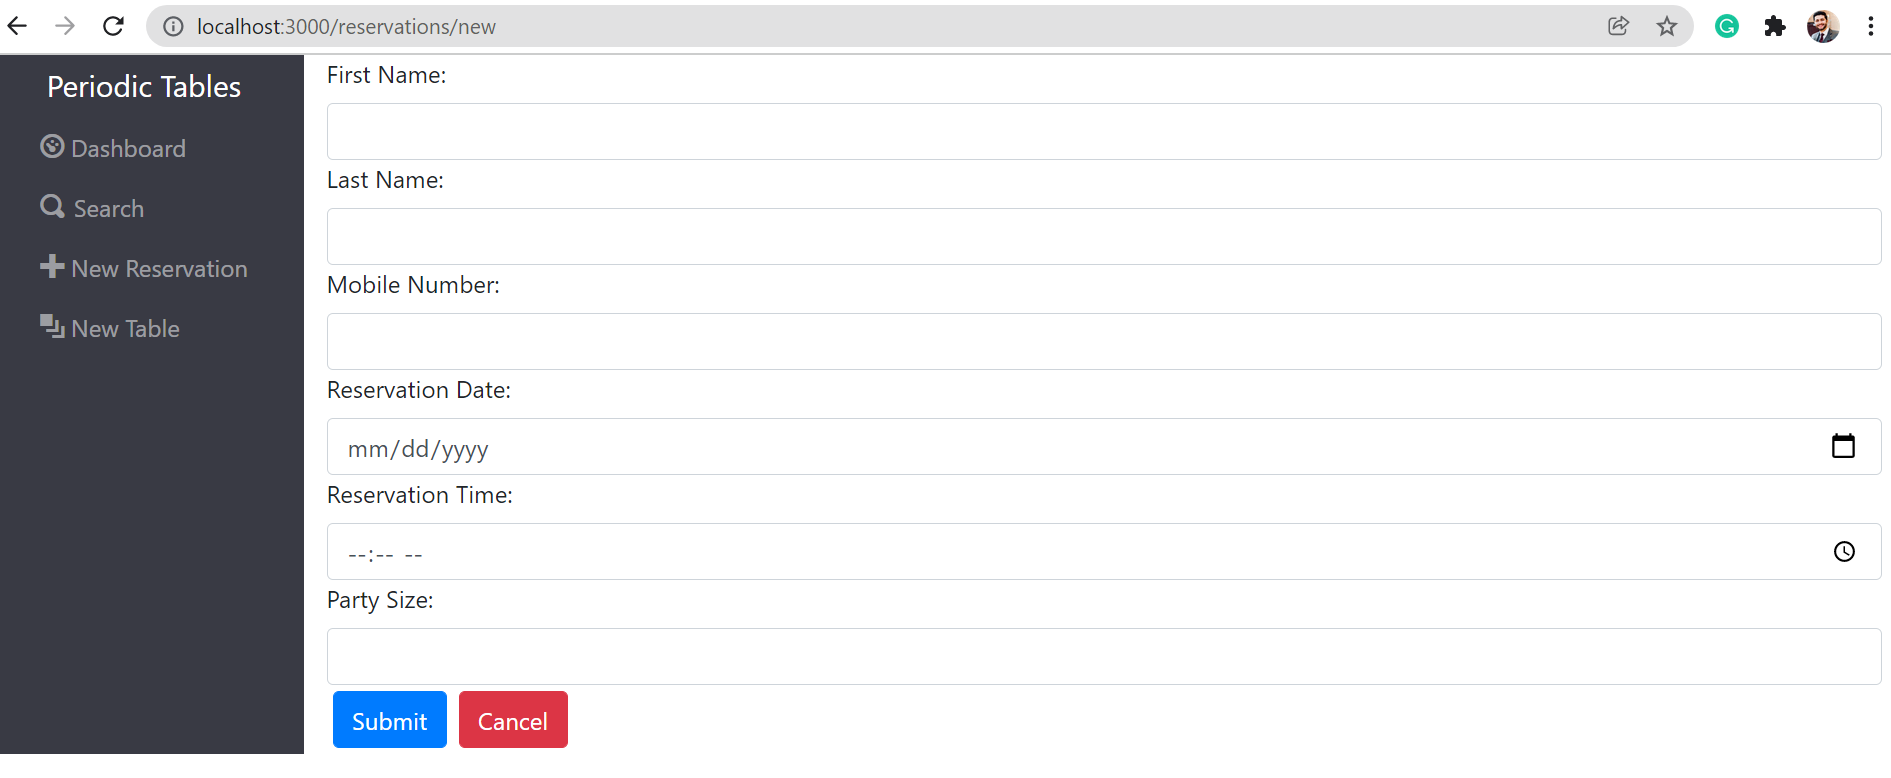 localhost:3000/reservations/new
Periodic Tables
Dashboard
Search
New Reservation
New Table
First Name:
Last Name:
Mobile Number:
Reservation Date:
mm/dd/yyyy
Reservation Time:
--:-- --
Party Size:
Submit Cancel